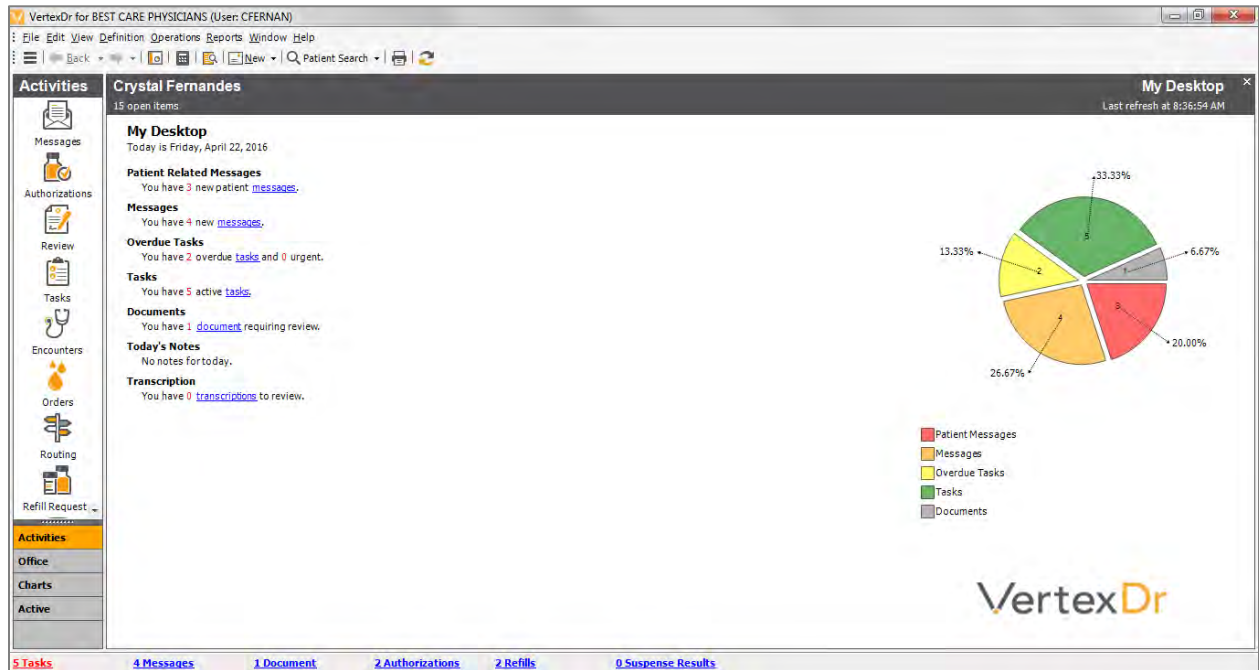 VertexDr for BEST CARE PHYSICIANS (User: CFERNAN)
File Edit View Definition Operations Reports Window Help
Back New Patient Search
Activities
Crystal Fernandes
My Desktop
15 open items
Last refresh at 8:36:54 AM
Messages
Authorizations
Review
Tasks
Encounters
Orders
Routing
Refill Request
Activities
Office
Charts
Active
My Desktop
Today is Friday, April 22, 2016
Patient Related Messages
You have 3 new patient messages.
Messages
You have 4 new messages.
Overdue Tasks
You have 2 overdue tasks and 0 urgent.
Tasks
You have 5 active tasks.
Documents
You have 1 document requiring review.
Today's Notes
No notes for today.
Transcription
You have 0 transcriptions to review.
33.33%
5
13.33%
2
1
6.67%
4
3
20.00%
26.67%
Patient Messages
Messages
Overdue Tasks
Tasks
Documents
VertexDr
5 Tasks 4 Messages 1 Document 2 Authorizations 2 Refills 0 Suspense Results